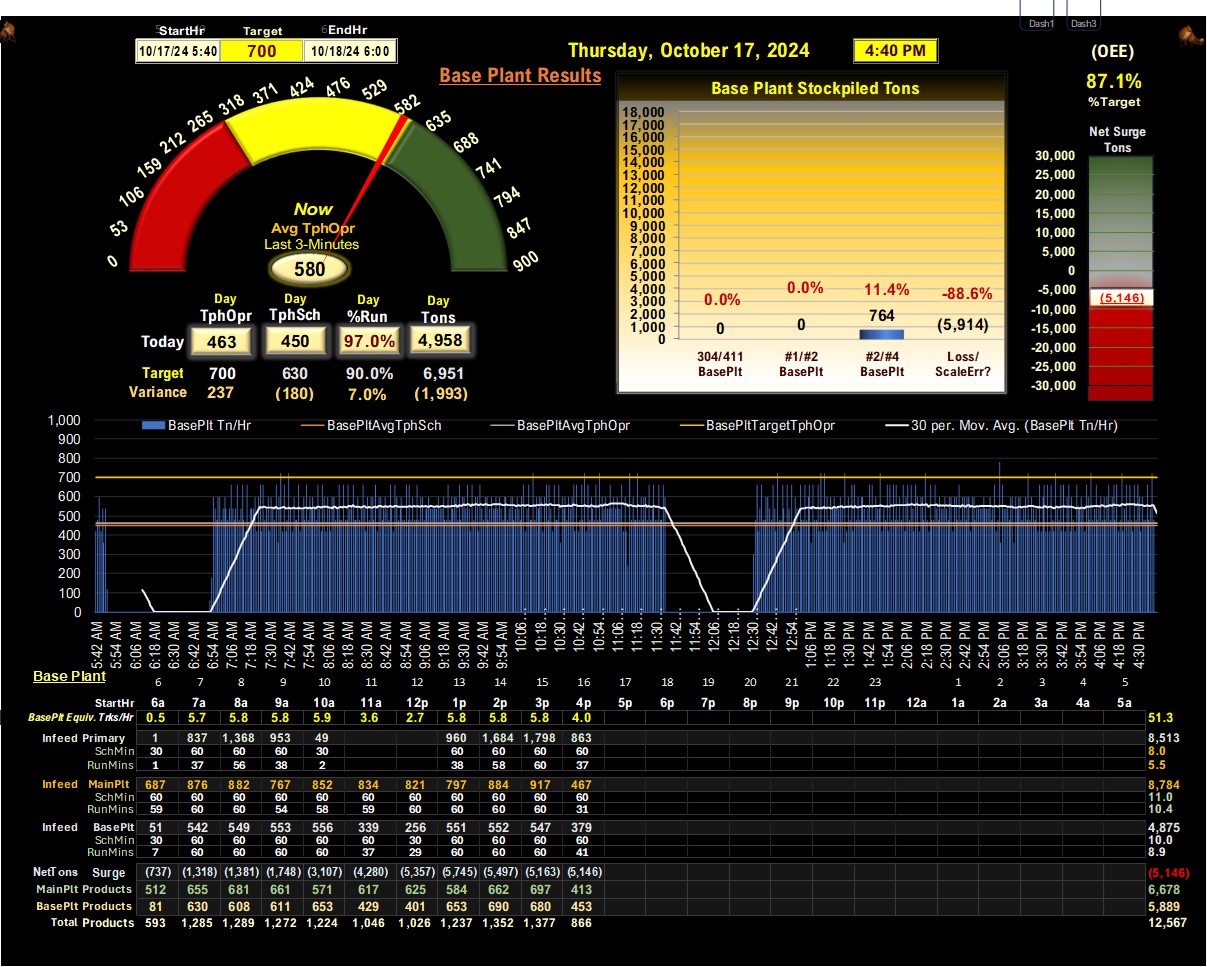 Dash1 Dash3
StartHr Target EndHr
10/17/24 5:40 700 10/18/24 6:00
Thursday, October 17, 2024 4:40 PM
(OEE)
87.1%
%Target
Base Plant Results
0 53 106 159 212 265 318 371 424 476 529 582 635 688 741 794 847 900
Now
Avg TphOpr
Last 3-Minutes
580
Day Day Day Day
TphOpr TphSch %Run Tons
Today 463 450 97.0% 4,958
Target 700 630 90.0% 6,951
Variance 237 (180) 7.0% (1,993)
Base Plant Stockpiled Tons
18,000
17,000
16,000
15,000
14,000
13,000
12,000
11,000
10,000
9,000
8,000
7,000
6,000
5,000
4,000
3,000
2,000
1,000
0
0.0% 0.0% 11.4% -88.6%
0 0 764 (5,914)
304/411 #1/#2 #2/#4 Loss/
BasePlt BasePlt BasePlt ScaleErr?
Net Surge
Tons
30,000
25,000
20,000
15,000
10,000
5,000
0
-5,000
-10,000
-15,000
-20,000
-25,000
-30,000
(5,146)
BasePlt Tn/Hr BasePltAvgTphSch BasePltAvgTphOpr BasePltTargetTphOpr 30 per. Mov. Avg. (BasePlt Tn/Hr)
1,000
900
800
700
600
500
400
300
200
100
0
5:42 AM 5:54 AM 6:06 AM 6:18 AM 6:30 AM 6:42 AM 6:54 AM 7:06 AM 7:18 AM 7:30 AM 7:42 AM 7:54 AM 8:06 AM 8:18 AM 8:30 AM 8:42 AM 8:54 AM 9:06 AM 9:18 AM 9:30 AM 9:42 AM 9:54 AM 10:06... 10:18... 10:30... 10:42... 10:54... 11:06... 11:18... 11:30... 11:42... 11:54... 12:06... 12:18... 12:30... 12:42... 12:54... 1:06 PM 1:18 PM 1:30 PM 1:42 PM 1:54 PM 2:06 PM 2:18 PM 2:30 PM 2:42 PM 2:54 PM 3:06 PM 3:18 PM 3:30 PM 3:42 PM 3:54 PM 4:06 PM 4:18 PM 4:30 PM
Base Plant
6 7 8 9 10 11 12 13 14 15 16 17 18 19 20 21 22 23 1 2 3 4 5
StartHr 6a 7a 8a 9a 10a 11a 12p 1p 2p 3p 4p 5p 6p 7p 8p 9p 10p 11p 12a 1a 2a 3a 4a 5a
BasePlt Equiv. Trks/Hr 0.5 5.7 5.8 5.8 5.9 3.6 2.7 5.8 5.8 5.8 4.0 51.3
Infeed Primary 1 837 1,368 953 49 960 1,684 1,798 863 8,513
SchMin 30 60 60 60 30 60 60 60 60 8.0
RunMins 1 37 56 38 2 38 58 60 37 5.5
Infeed MainPlt 687 876 882 767 852 834 821 797 884 917 467 8,784
SchMin 60 60 60 60 60 60 60 60 60 60 60 11.0
RunMins 59 60 60 54 58 59 60 60 60 60 31 10.4
Infeed BasePlt 51 542 549 553 556 339 256 551 552 547 379 4,875
SchMin 30 60 60 60 60 60 30 60 60 60 60 10.0
RunMins 7 60 60 60 60 37 29 60 60 60 41 8.9
NetTons Surge (737) (1,318) (1,381) (1,748) (3,107) (4,280) (5,357) (5,745) (5,497) (5,163) (5,146) (5,146)
MainPlt Products 512 655 681 661 571 617 625 584 662 697 413 6,678
BasePlt Products 81 630 608 611 653 429 401 653 690 680 453 5,889
Total Products 593 1,285 1,289 1,272 1,224 1,046 1,026 1,237 1,352 1,377 866 12,567